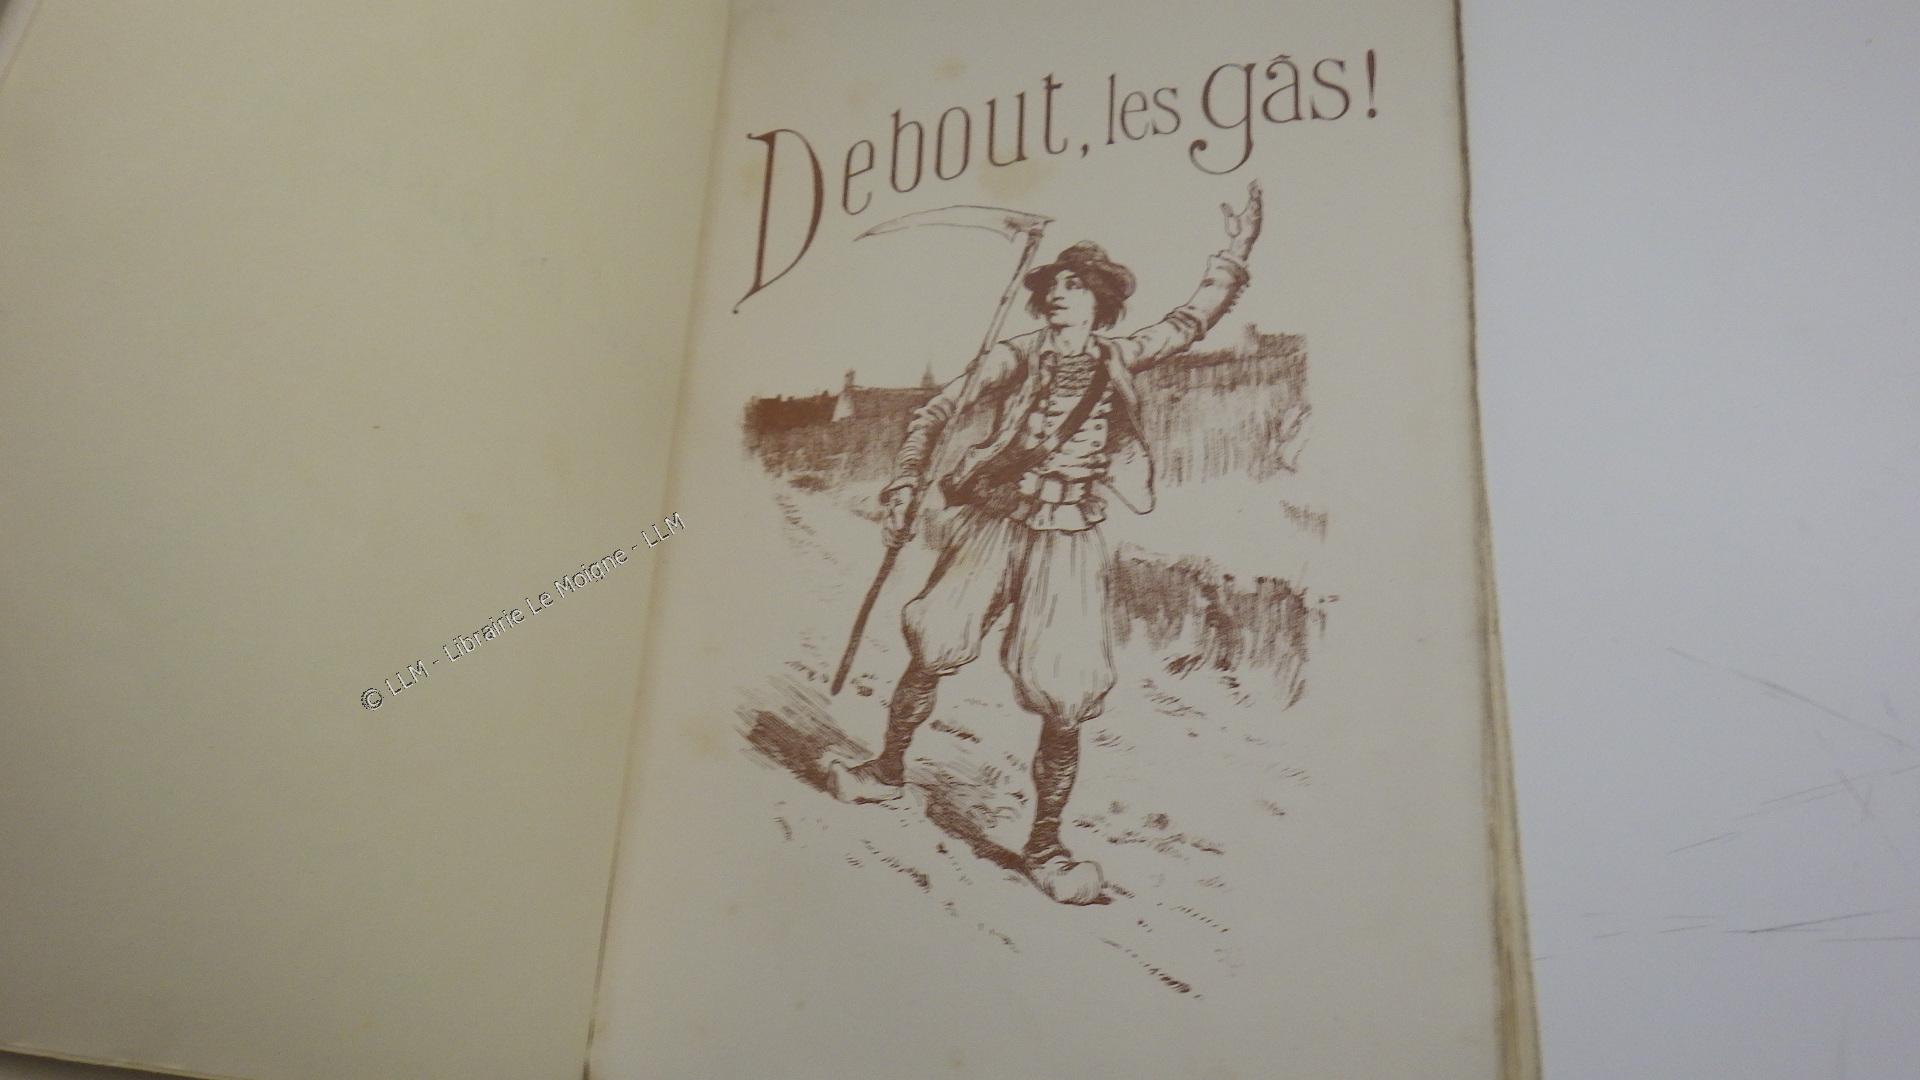 Debout, les gâs!
© LLM - Librairie Le Moigne - LLM